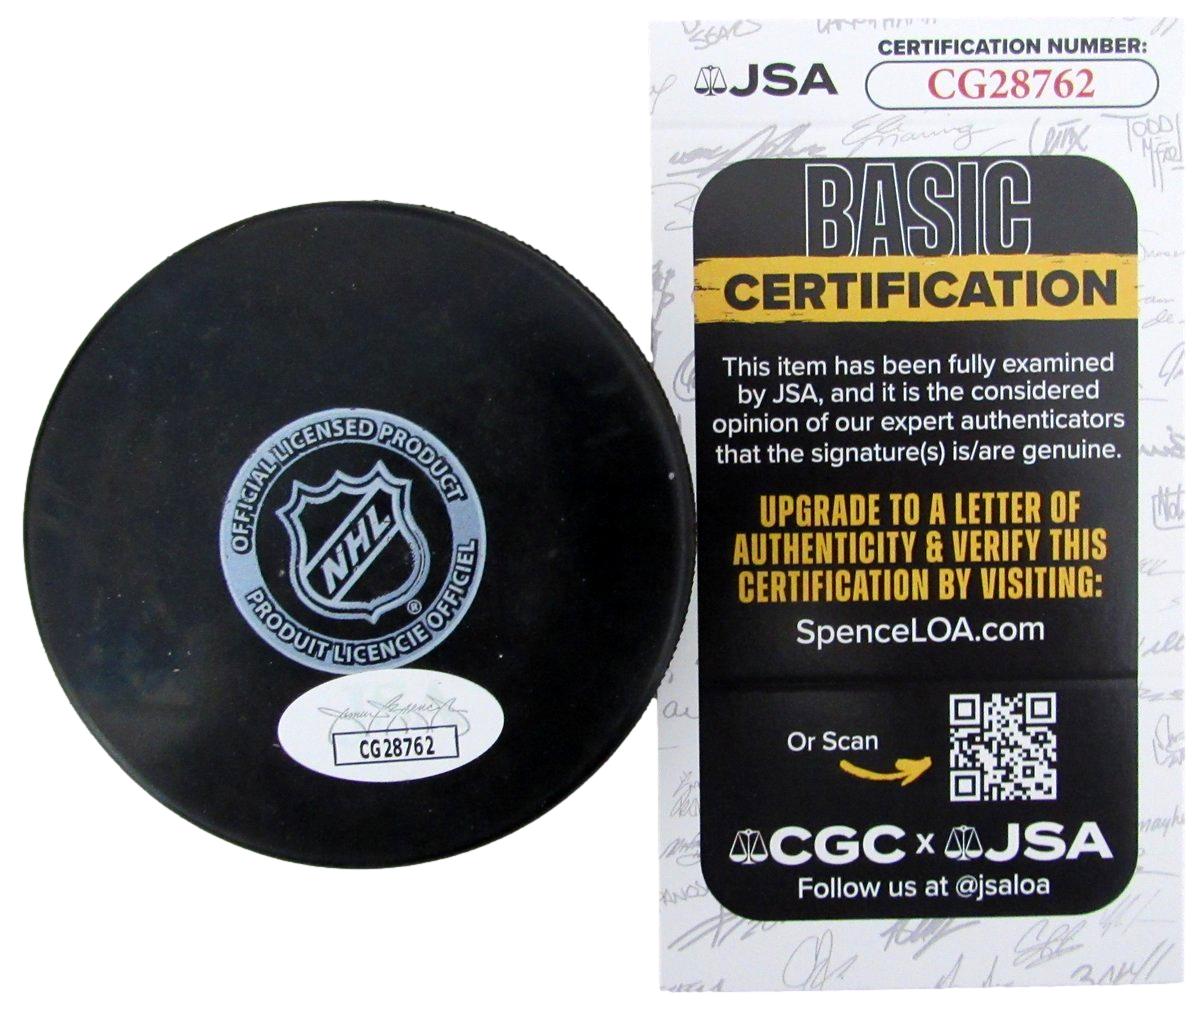 OFFICIAL LICENSED PRODUCT
NHL
®
PRODUIT LICENCIE OFFICIEL
CG28762
JSA
CERTIFICATION NUMBER:
CG28762
BASIC
CERTIFICATION
This item has been fully examined
by JSA, and it is the considered
opinion of our expert authenticators
that the signature(s) is/are genuine.
UPGRADE TO A LETTER OF
AUTHENTICITY & VERIFY THIS
CERTIFICATION BY VISITING:
SpenceLOA.com
Or Scan
CGC x JSA
Follow us at @jsaloa